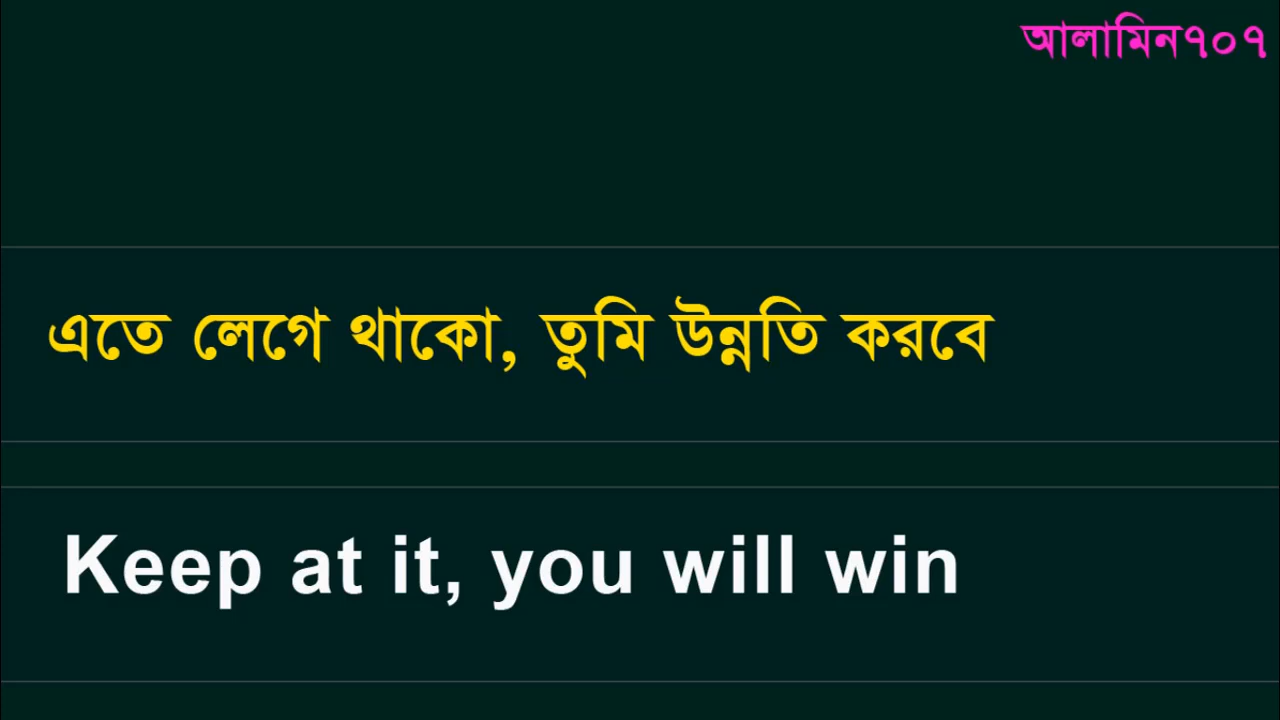 আলামিন৭০৭
এতে লেগে থাকো, তুমি উন্নতি করবে
Keep at it, you will win